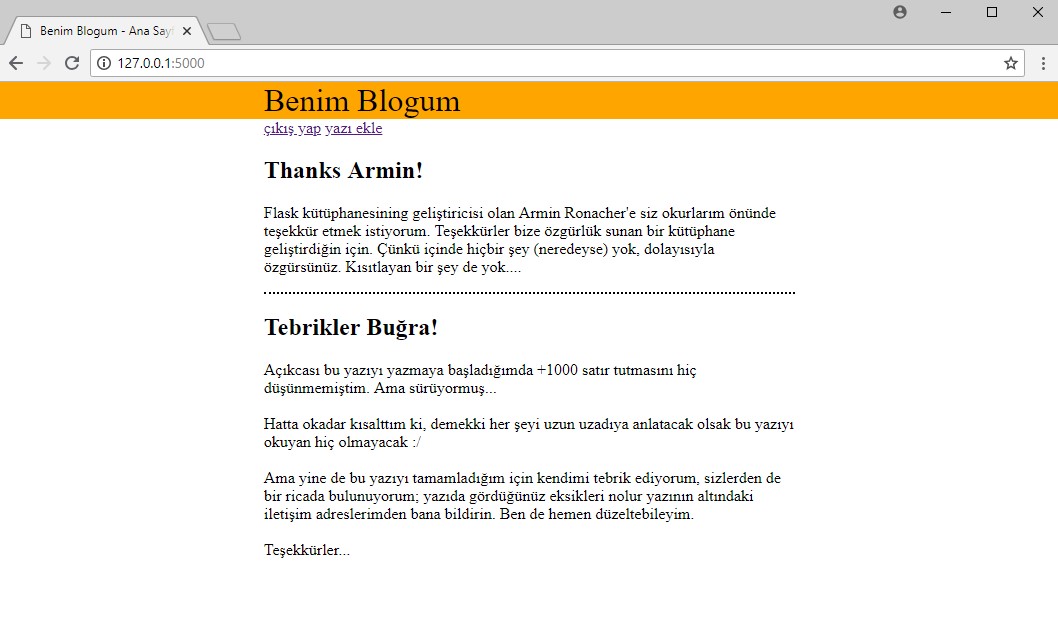 Benim Blogum - Ana Sayf
127.0.0.1:5000
Benim Blogum
çıkış yap yazı ekle
Thanks Armin!
Flask kütüphanesining geliştiricisi olan Armin Ronacher'e siz okurlarım önünde
teşekkür etmek istiyorum. Teşekkürler bize özgürlük sunan bir kütüphane
geliştirdiğin için. Çünkü içinde hiçbir şey (neredeyse) yok, dolayısıyla
özgürsünüz. Kısıtlayan bir şey de yok....
Tebrikler Buğra!
Açıkcası bu yazıyı yazmaya başladığımda +1000 satır tutmasını hiç
düşünmemiştim. Ama sürüyormuş...
Hatta okadar kısalttım ki, demekki her şeyi uzun uzadıya anlatacak olsak bu yazıyı
okuyan hiç olmayacak :/
Ama yine de bu yazıyı tamamladığım için kendimi tebrik ediyorum, sizlerden de
bir ricada bulunuyorum; yazıda gördüğünüz eksikleri nolur yazının altındaki
iletişim adreslerimden bana bildirin. Ben de hemen düzeltebileyim.
Teşekkürler...